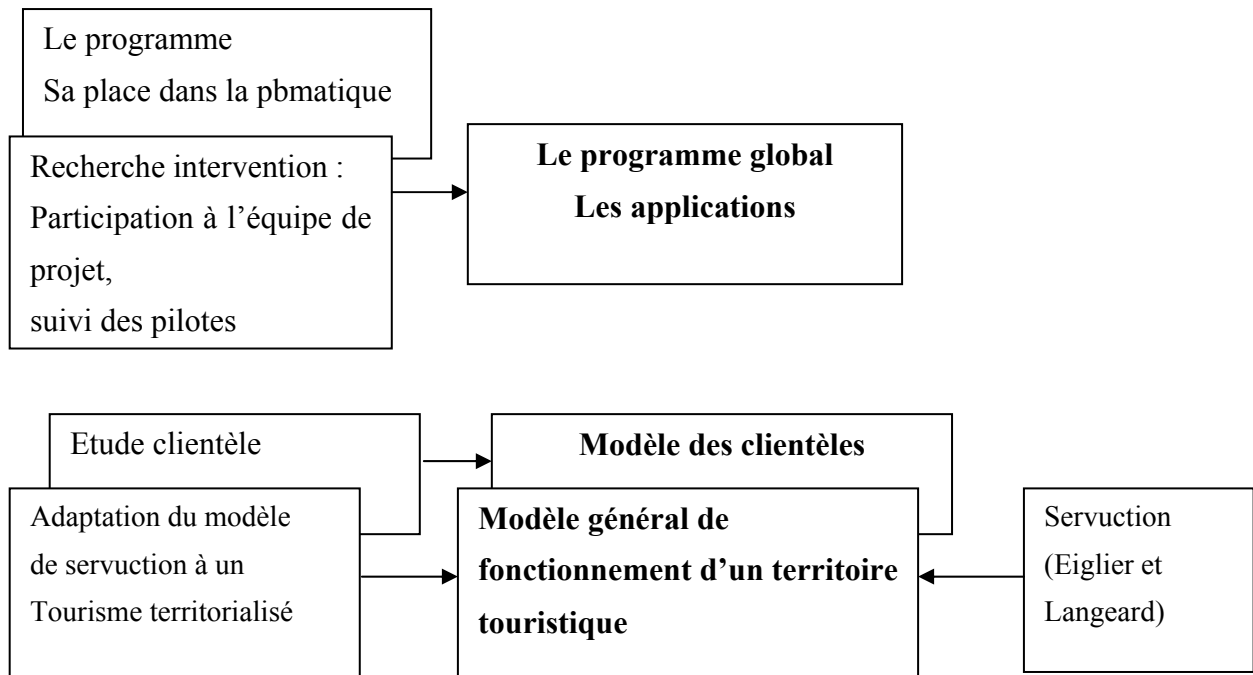 Le programme
Sa place dans la pbmatique
Recherche intervention :
Participation à l’équipe de
projet,
suivi des pilotes
Le programme global
Les applications
Etude clientèle
Adaptation du modèle
de servuction à un
Tourisme territorialisé
Modèle des clientèles
Modèle général de
fonctionnement d’un territoire
touristique
Servuction
(Eiglier et
Langeard)